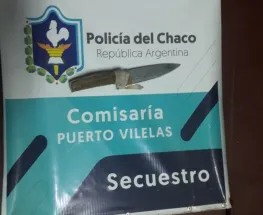 Policía del Chaco
República Argentina
Comisaría
PUERTO VILELAS
Secuestro